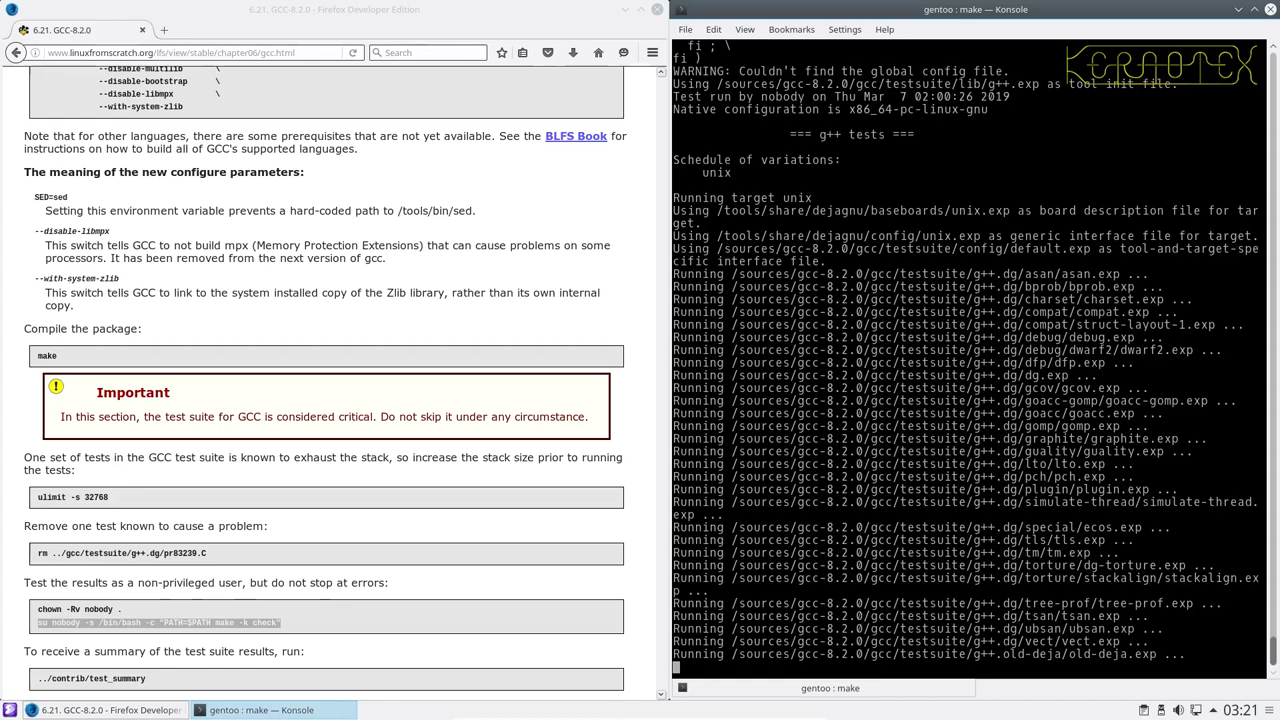 6.21. GCC-8.2.0 - Firefox Developer Edition
6.21. GCC-8.2.0
www.linuxfromscratch.org/lfs/view/stable/chapter06/gcc.html
Search
--disable-multilib
--disable-bootstrap \
--disable-libmpx \
--with-system-zlib
Note that for other languages, there are some prerequisites that are not yet available. See the BLFS Book for
instructions on how to build all of GCC's supported languages.
The meaning of the new configure parameters:
SED=sed
Setting this environment variable prevents a hard-coded path to /tools/bin/sed.
--disable-libmpx
This switch tells GCC to not build mpx (Memory Protection Extensions) that can cause problems on some
processors. It has been removed from the next version of gcc.
--with-system-zlib
This switch tells GCC to link to the system installed copy of the Zlib library, rather than its own internal
copy.
Compile the package:
make
!
Important
In this section, the test suite for GCC is considered critical. Do not skip it under any circumstance.
One set of tests in the GCC test suite is known to exhaust the stack, so increase the stack size prior to running
the tests:
ulimit -s 32768
Remove one test known to cause a problem:
rm ../gcc/testsuite/g++.dg/pr83239.C
Test the results as a non-privileged user, but do not stop at errors:
chown -Rv nobody .
su nobody -s /bin/bash -c "PATH=$PATH make -k check"
To receive a summary of the test suite results, run:
../contrib/test_summary
gentoo : make — Konsole
File Edit View Bookmarks Settings Help
fi ; \
fi )
WARNING: Couldn't find the global config file.
Using /sources/gcc-8.2.0/gcc/testsuite/lib/g++.exp as tool init file.
Test run by nobody on Thu Mar  7 02:00:26 2019
Native configuration is x86_64-pc-linux-gnu
=== g++ tests ===
Schedule of variations:
unix
Running target unix
Using /tools/share/dejagnu/baseboards/unix.exp as board description file for tar
get.
Using /tools/share/dejagnu/config/unix.exp as generic interface file for target.
Using /sources/gcc-8.2.0/gcc/testsuite/config/default.exp as tool-and-target-spe
cific interface file.
Running /sources/gcc-8.2.0/gcc/testsuite/g++.dg/asan/asan.exp ...
Running /sources/gcc-8.2.0/gcc/testsuite/g++.dg/bprob/bprob.exp ...
Running /sources/gcc-8.2.0/gcc/testsuite/g++.dg/charset/charset.exp ...
Running /sources/gcc-8.2.0/gcc/testsuite/g++.dg/compat/compat.exp ...
Running /sources/gcc-8.2.0/gcc/testsuite/g++.dg/compat/struct-layout-1.exp ...
Running /sources/gcc-8.2.0/gcc/testsuite/g++.dg/debug/debug.exp ...
Running /sources/gcc-8.2.0/gcc/testsuite/g++.dg/debug/dwarf2/dwarf2.exp ...
Running /sources/gcc-8.2.0/gcc/testsuite/g++.dg/dfp/dfp.exp ...
Running /sources/gcc-8.2.0/gcc/testsuite/g++.dg/dg.exp ...
Running /sources/gcc-8.2.0/gcc/testsuite/g++.dg/gcov/gcov.exp ...
Running /sources/gcc-8.2.0/gcc/testsuite/g++.dg/goacc-gomp/goacc-gomp.exp ...
Running /sources/gcc-8.2.0/gcc/testsuite/g++.dg/goacc/goacc.exp ...
Running /sources/gcc-8.2.0/gcc/testsuite/g++.dg/gomp/gomp.exp ...
Running /sources/gcc-8.2.0/gcc/testsuite/g++.dg/graphite/graphite.exp ...
Running /sources/gcc-8.2.0/gcc/testsuite/g++.dg/guality/guality.exp ...
Running /sources/gcc-8.2.0/gcc/testsuite/g++.dg/lto/lto.exp ...
Running /sources/gcc-8.2.0/gcc/testsuite/g++.dg/pch/pch.exp ...
Running /sources/gcc-8.2.0/gcc/testsuite/g++.dg/plugin/plugin.exp ...
Running /sources/gcc-8.2.0/gcc/testsuite/g++.dg/simulate-thread/simulate-thread.
exp ...
Running /sources/gcc-8.2.0/gcc/testsuite/g++.dg/special/ecos.exp ...
Running /sources/gcc-8.2.0/gcc/testsuite/g++.dg/tls/tls.exp ...
Running /sources/gcc-8.2.0/gcc/testsuite/g++.dg/tm/tm.exp ...
Running /sources/gcc-8.2.0/gcc/testsuite/g++.dg/torture/dg-torture.exp ...
Running /sources/gcc-8.2.0/gcc/testsuite/g++.dg/torture/stackalign/stackalign.ex
p ...
Running /sources/gcc-8.2.0/gcc/testsuite/g++.dg/tree-prof/tree-prof.exp ...
Running /sources/gcc-8.2.0/gcc/testsuite/g++.dg/tsan/tsan.exp ...
Running /sources/gcc-8.2.0/gcc/testsuite/g++.dg/ubsan/ubsan.exp ...
Running /sources/gcc-8.2.0/gcc/testsuite/g++.dg/vect/vect.exp ...
Running /sources/gcc-8.2.0/gcc/testsuite/g++.old-deja/old-deja.exp ...
gentoo : make
6.21. GCC-8.2.0 - Firefox Developer
gentoo : make — Konsole
03:21